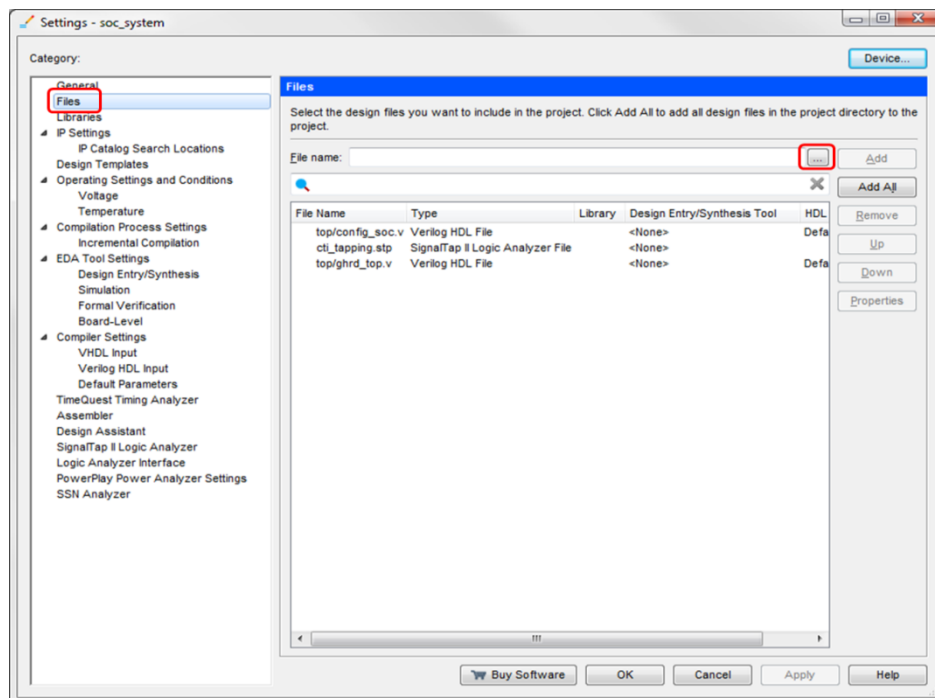 Settings - soc_system
Category:
Device...
General
Files
Libraries
IP Settings
IP Catalog Search Locations
Design Templates
Operating Settings and Conditions
Voltage
Temperature
Compilation Process Settings
Incremental Compilation
EDA Tool Settings
Design Entry/Synthesis
Simulation
Formal Verification
Board-Level
Compiler Settings
VHDL Input
Verilog HDL Input
Default Parameters
TimeQuest Timing Analyzer
Assembler
Design Assistant
SignalTap II Logic Analyzer
Logic Analyzer Interface
PowerPlay Power Analyzer Settings
SSN Analyzer
Files
Select the design files you want to include in the project. Click Add All to add all design files in the project directory to the
project.
File name: ... Add
Add All
File Name Type Library Design Entry/Synthesis Tool HDL
top/config_soc.v Verilog HDL File <None> Defa
cti_tapping.stp SignalTap II Logic Analyzer File <None>
top/ghrd_top.v Verilog HDL File <None> Defa
Remove
Up
Down
Properties
Buy Software OK Cancel Apply Help